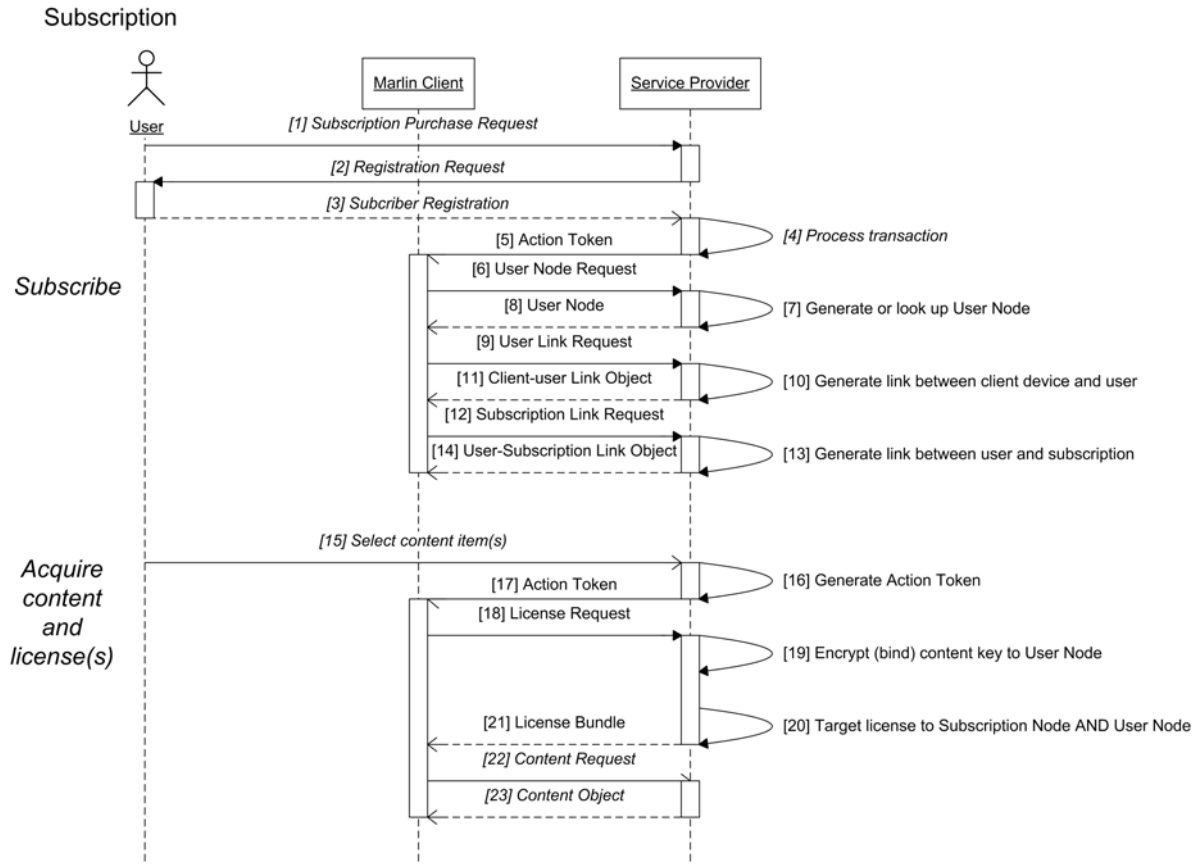 Subscription
User
Marlin Client
Service Provider
[1] Subscription Purchase Request
[2] Registration Request
[3] Subcriber Registration
[4] Process transaction
[5] Action Token
Subscribe
[6] User Node Request
[7] Generate or look up User Node
[8] User Node
[9] User Link Request
[10] Generate link between client device and user
[11] Client-user Link Object
[12] Subscription Link Request
[13] Generate link between user and subscription
[14] User-Subscription Link Object
[15] Select content item(s)
Acquire
content
and
license(s)
[16] Generate Action Token
[17] Action Token
[18] License Request
[19] Encrypt (bind) content key to User Node
[20] Target license to Subscription Node AND User Node
[21] License Bundle
[22] Content Request
[23] Content Object